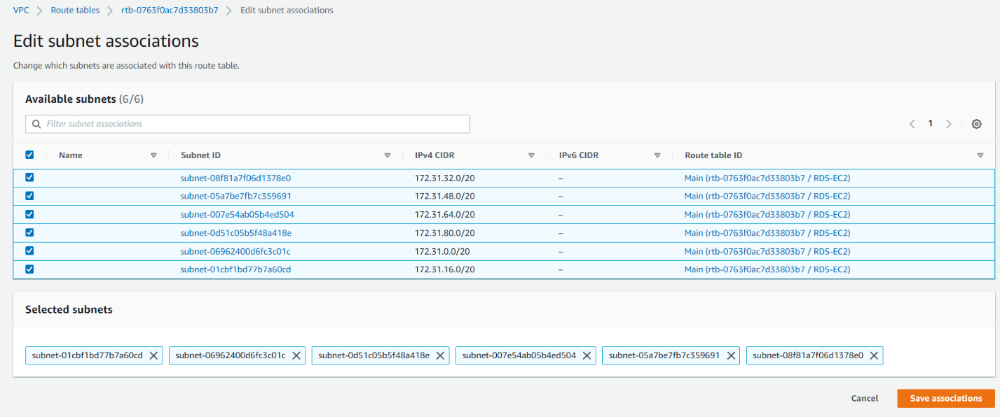 VPC > Route tables > rtb-0763f0ac7d33803b7 > Edit subnet associations
Edit subnet associations
Change which subnets are associated with this route table.
Available subnets (6/6)
Filter subnet associations
1
Name Subnet ID IPv4 CIDR IPv6 CIDR Route table ID
subnet-08f81a7f06d1378e0 172.31.32.0/20 – Main (rtb-0763f0ac7d33803b7 / RDS-EC2)
subnet-05a7be7fb7c359691 172.31.48.0/20 – Main (rtb-0763f0ac7d33803b7 / RDS-EC2)
subnet-007e54ab05b4ed504 172.31.64.0/20 – Main (rtb-0763f0ac7d33803b7 / RDS-EC2)
subnet-0d51c05b5f48a418e 172.31.80.0/20 – Main (rtb-0763f0ac7d33803b7 / RDS-EC2)
subnet-06962400d6fc3c01c 172.31.0.0/20 – Main (rtb-0763f0ac7d33803b7 / RDS-EC2)
subnet-01cbf1bd77b7a60cd 172.31.16.0/20 – Main (rtb-0763f0ac7d33803b7 / RDS-EC2)
Selected subnets
subnet-01cbf1bd77b7a60cd subnet-06962400d6fc3c01c subnet-0d51c05b5f48a418e subnet-007e54ab05b4ed504 subnet-05a7be7fb7c359691 subnet-08f81a7f06d1378e0
Cancel Save associations